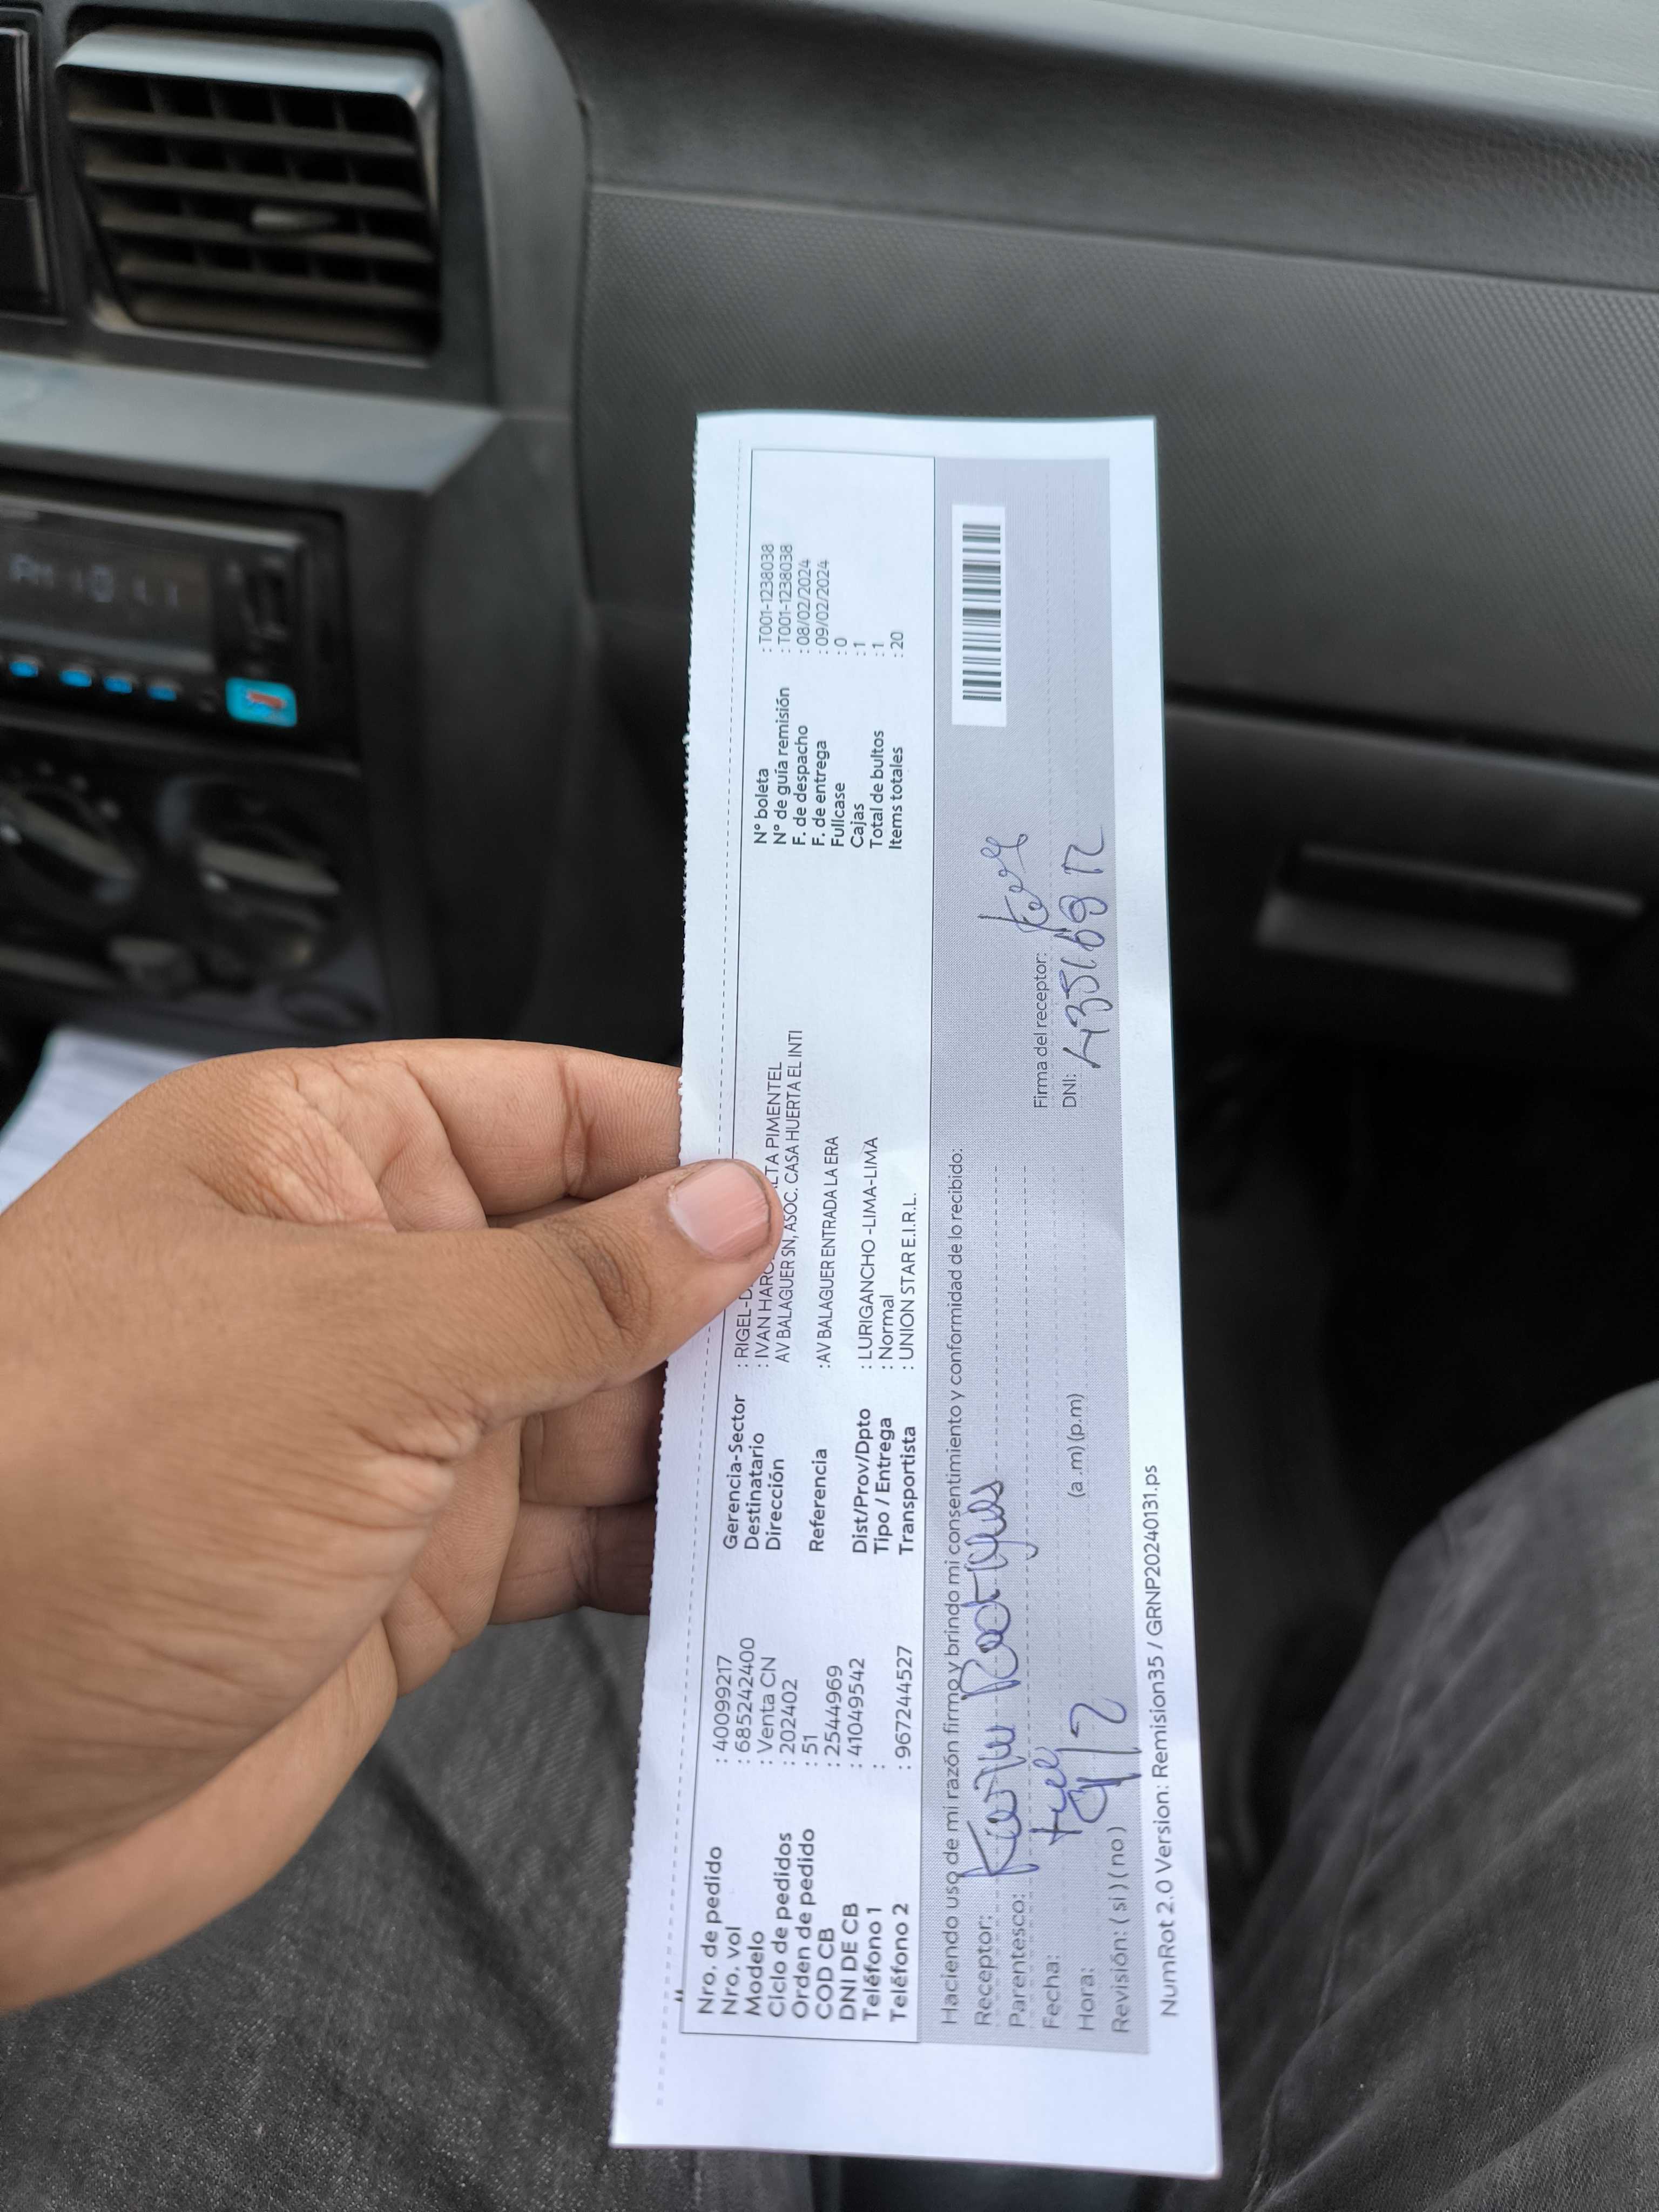 Nro. de pedido : 40099217
Nro. vol : 685242400
Modelo : Venta CN
Ciclo de pedidos : 202402
Orden de pedido : 51
COD CB : 2544969
DNI DE CB : 41049542
Teléfono 1 :
Teléfono 2 : 967244527
Gerencia-Sector : RIGEL-
Destinatario : IVAN PIMENTEL
Dirección AV BALAGUER SN, ASOC. CASA HUERTA EL INTI
Referencia : AV BALAGUER ENTRADA LA ERA
Dist/Prov/Dpto : LURIGANCHO -LIMA-LIMA
Tipo / Entrega : Normal
Transportista : UNION STAR E.I.R.L.
N° boleta : T001-1238038
N° de guía remisión : T001-1238038
F. de despacho : 08/02/2024
F. de entrega : 09/02/2024
Fullcase : 0
Cajas : 1
Total de bultos : 1
Items totales : 20
Haciendo uso de mi razón firmo y brindo mi consentimiento y conformidad de lo recibido:
Receptor:
Parentesco:
Fecha:
Hora: (a .m) (p.m)
Revisión: ( si ) ( no )
Firma del receptor:
DNI:
NumRot 2.0 Version: Remision35 / GRNP20240131.ps